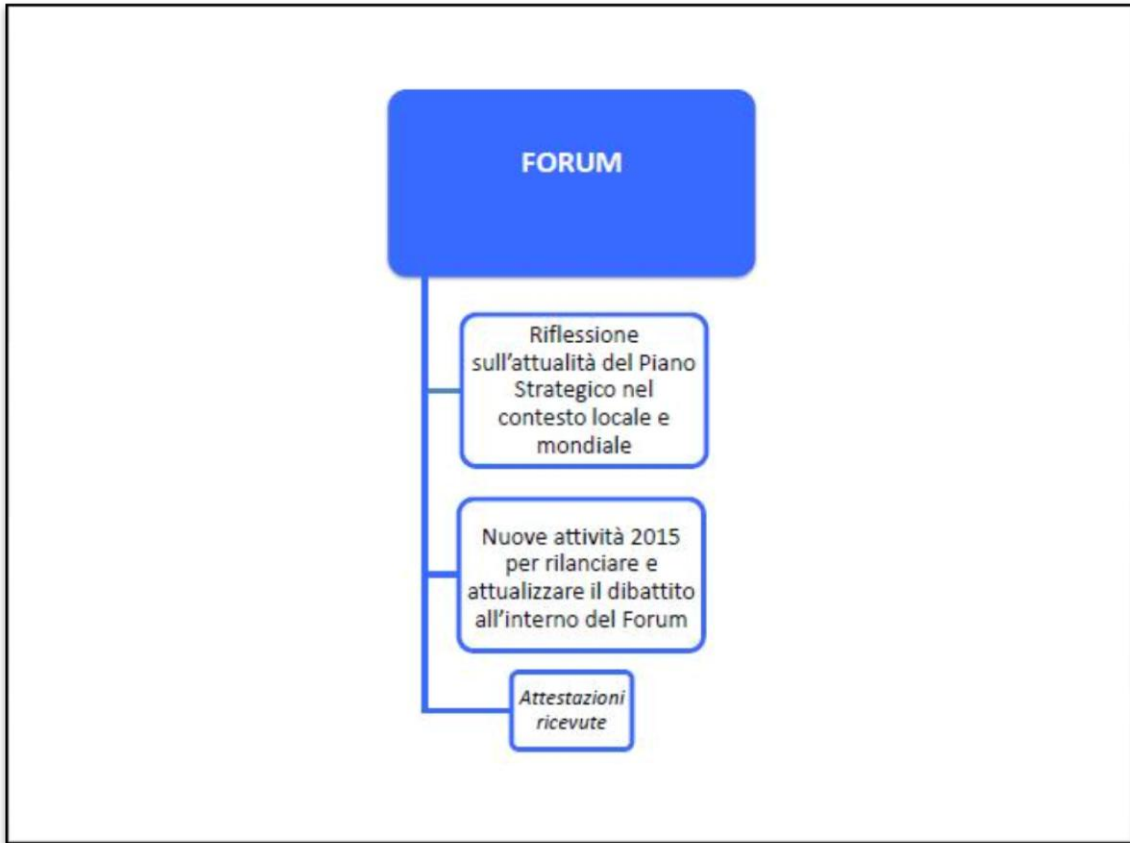 FORUM
Riflessione
sull'attualità del Piano
Strategico nel
contesto locale e
mondiale
Nuove attività 2015
per rilanciare e
attualizzare il dibattito
all'interno del Forum
Attestazioni
ricevute